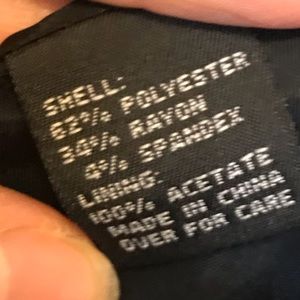 SHELL:
62% POLYESTER
34% RAYON
4% SPANDEX
LINING:
100% ACETATE
MADE IN CHINA
OVER FOR CARE